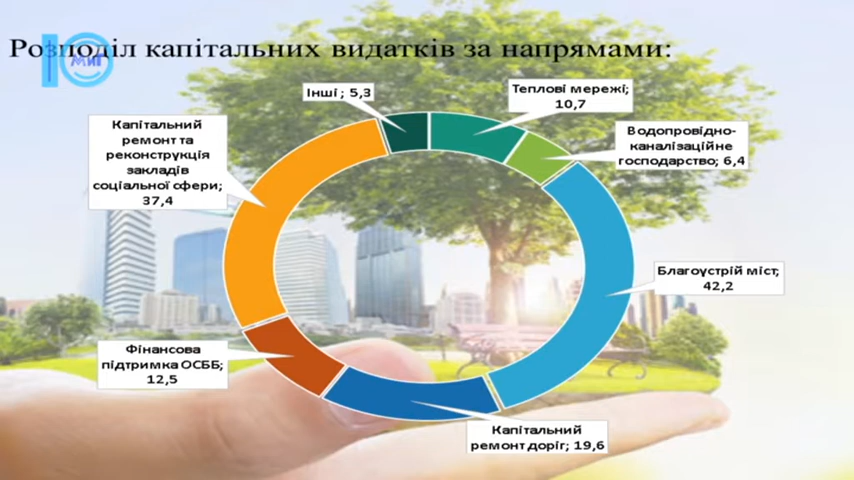 Розподіл капітальних видатків за напрямами:
10
МИГ
Інші ; 5,3
Теплові мережі;
10,7
Водопровідно-
каналізаційне
господарство; 6,4
Капітальний
ремонт та
реконструкція
закладів
соціальної сфери;
37,4
Благоустрій міст;
42,2
Фінансова
підтримка ОСББ;
12,5
Капітальний
ремонт доріг; 19,6